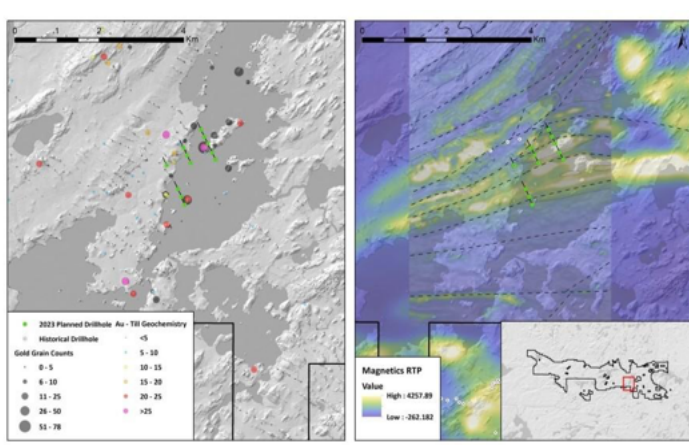 0 2 4
Km
2023 Planned Drillhole
Historical Drillhole
Gold Grain Counts
0 - 5
6 - 10
11 - 25
26 - 50
51 - 78
Au - Till Geochemistry
<5
5 - 10
10 - 15
15 - 20
20 - 25
>25
0 2 4
Km
N
Magnetics RTP
Value
High : 4257.89
Low : -262.182